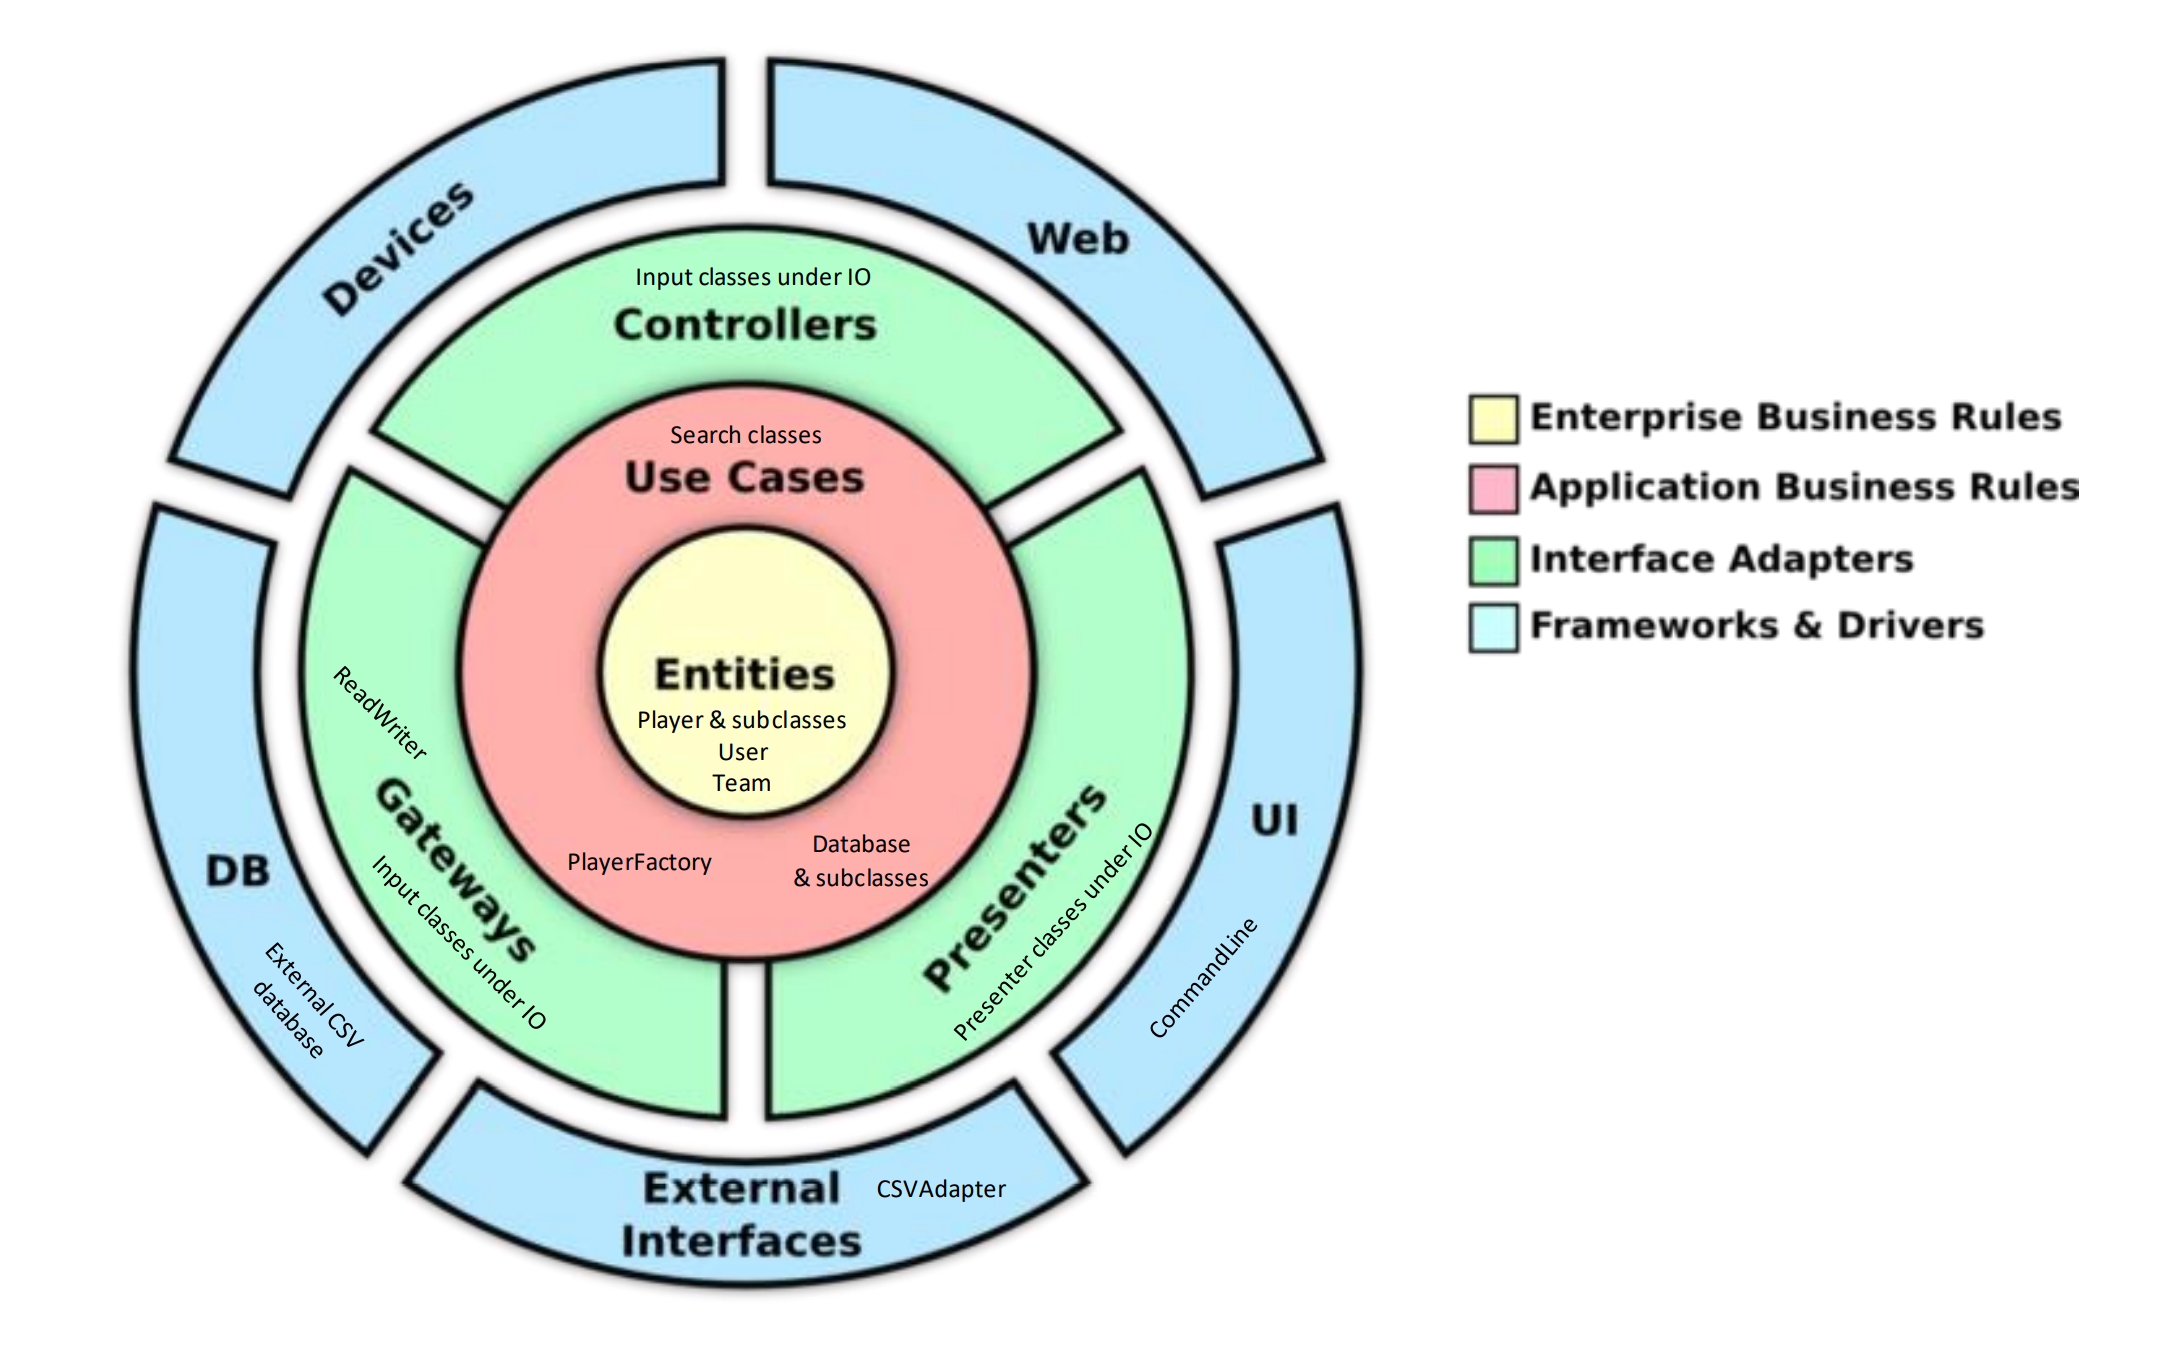 Devices
Web
Input classes under IO
Controllers
Search classes
Use Cases
Entities
Player & subclasses
User
Team
PlayerFactory
Database
& subclasses
ReadWriter
Gateways
Input classes under IO
Presenters
Presenter classes under IO
DB
External CSV
database
UI
CommandLine
External
Interfaces
CSVAdapter
Enterprise Business Rules
Application Business Rules
Interface Adapters
Frameworks & Drivers